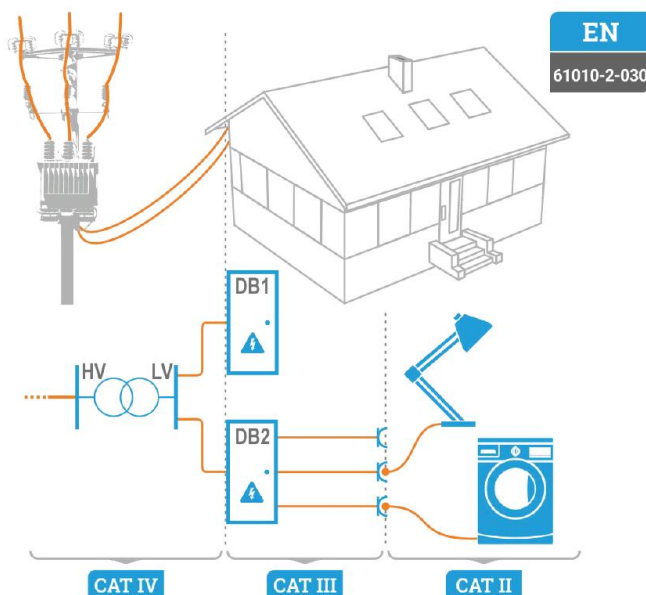 EN
61010-2-030
DB1
HV
LV
DB2
CAT IV
CAT III
CAT II